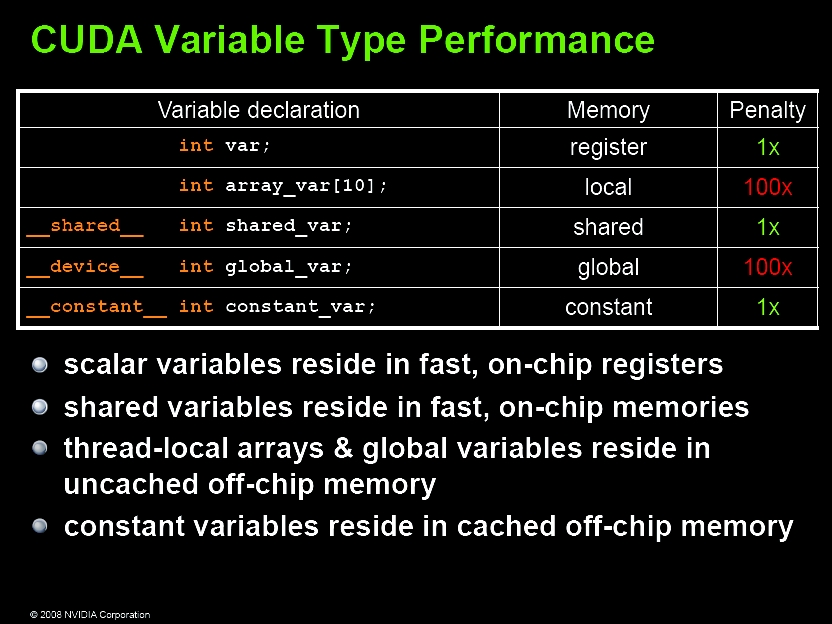 CUDA Variable Type Performance
Variable declaration Memory Penalty
int var; register 1x
int array_var[10]; local 100x
__shared__ int shared_var; shared 1x
__device__ int global_var; global 100x
__constant__ int constant_var; constant 1x
scalar variables reside in fast, on-chip registers
shared variables reside in fast, on-chip memories
thread-local arrays & global variables reside in
uncached off-chip memory
constant variables reside in cached off-chip memory
© 2008 NVIDIA Corporation